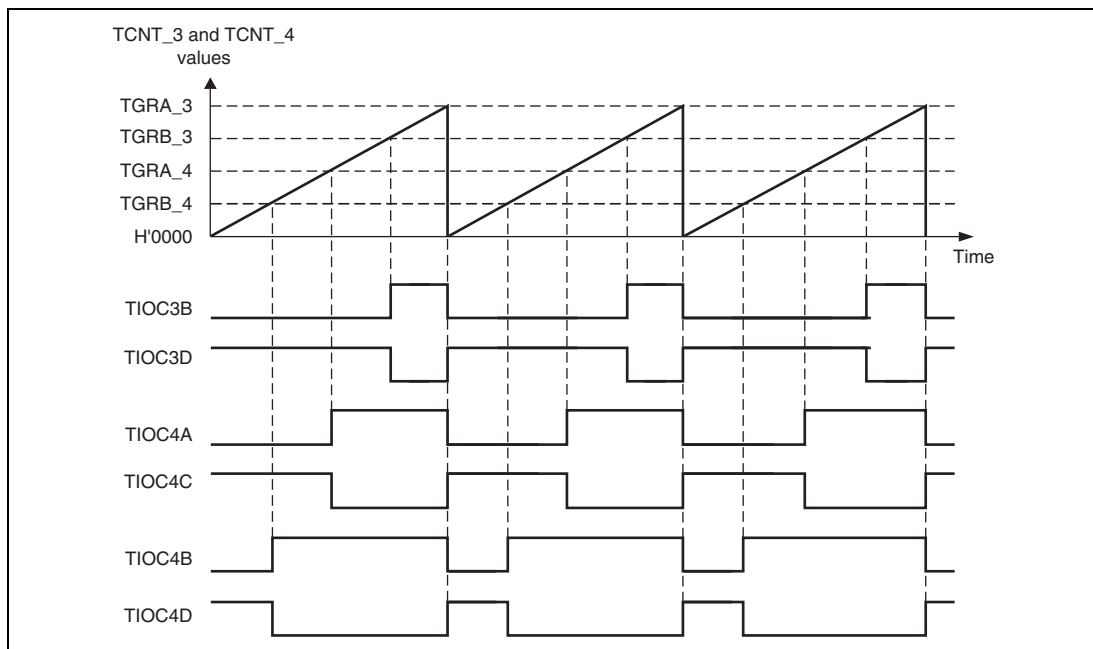 TCNT_3 and TCNT_4
values
TGRA_3
TGRB_3
TGRA_4
TGRB_4
H'0000
Time
TIOC3B
TIOC3D
TIOC4A
TIOC4C
TIOC4B
TIOC4D